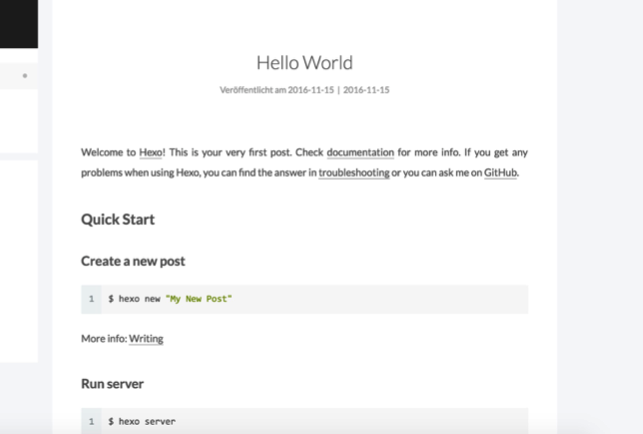 Hello World
Veröffentlicht am 2016-11-15 | 2016-11-15
Welcome to Hexo! This is your very first post. Check documentation for more info. If you get any
problems when using Hexo, you can find the answer in troubleshooting or you can ask me on GitHub.
Quick Start
Create a new post
1 $ hexo new "My New Post"
More info: Writing
Run server
1 $ hexo server